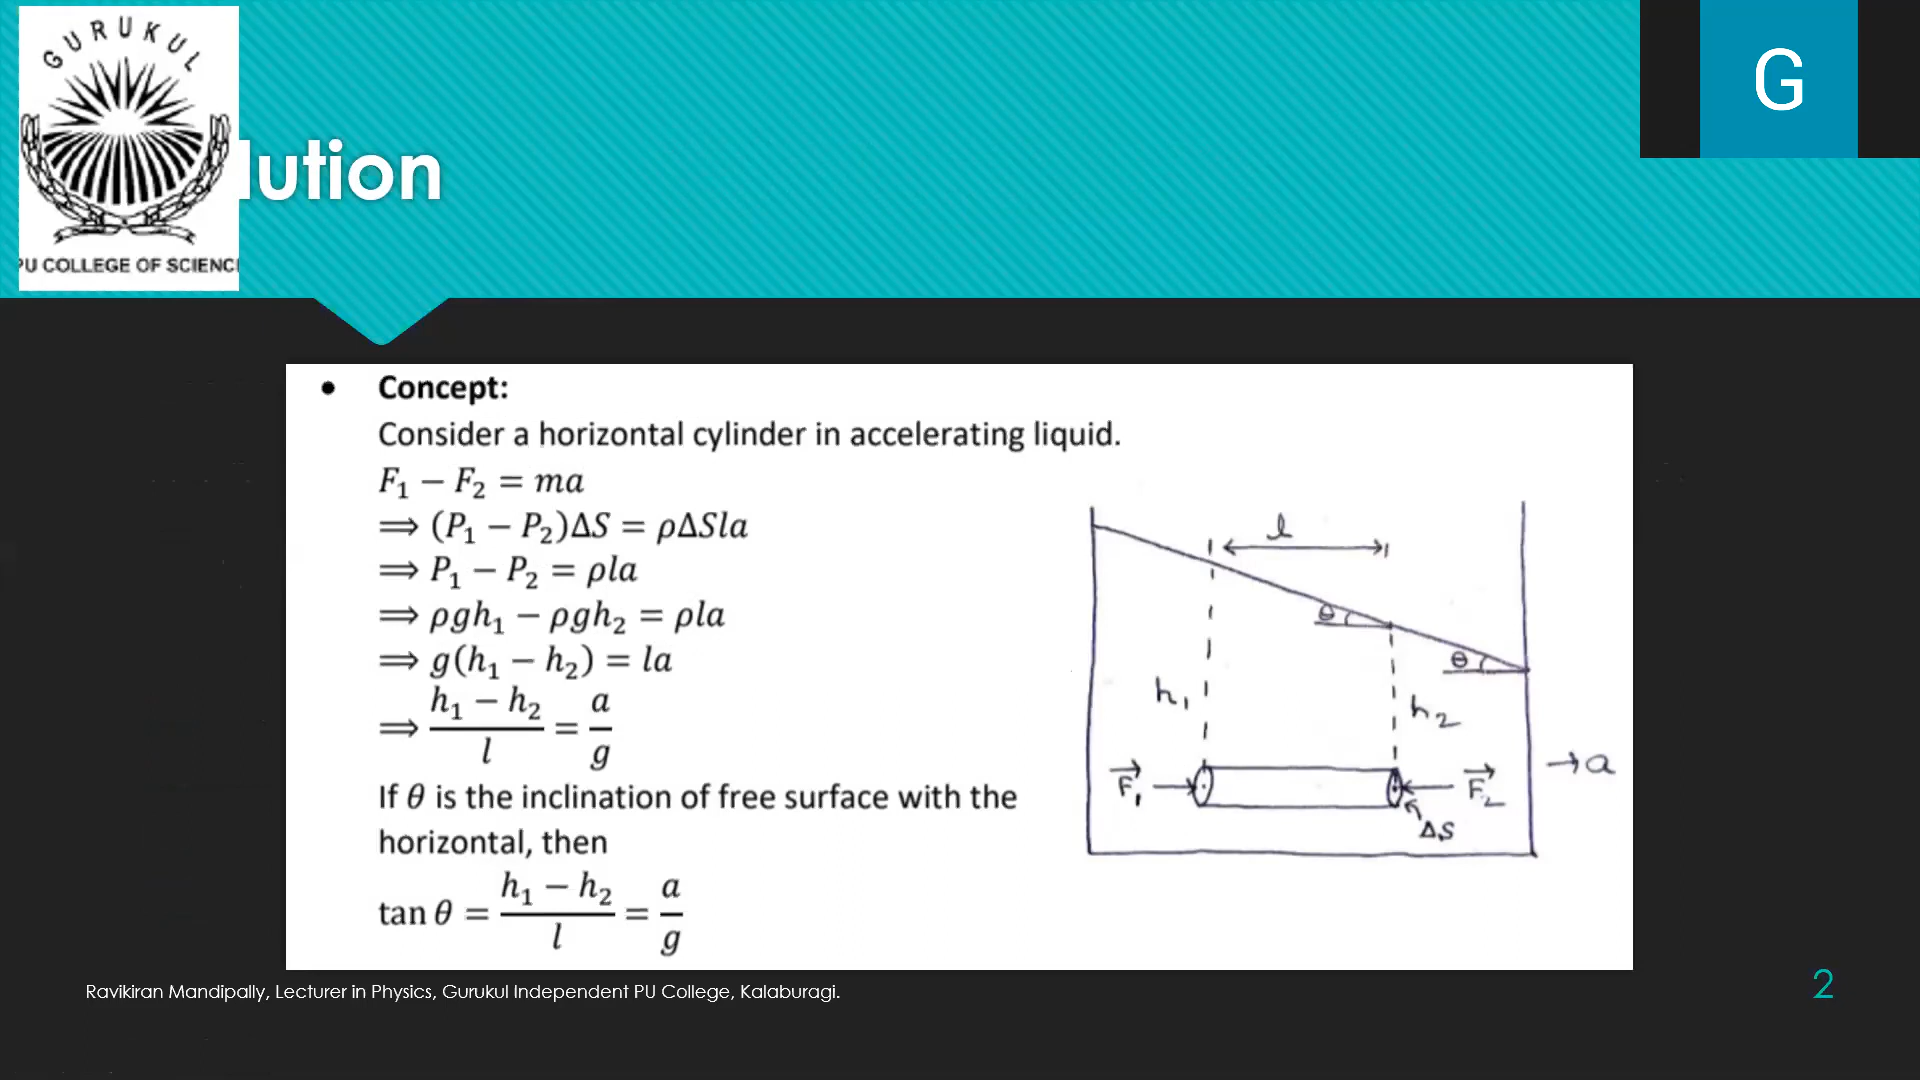 GURUKUL
PU COLLEGE OF SCIENC
lution
G
• Concept:
Consider a horizontal cylinder in accelerating liquid.
F₁ − F₂ = ma
⟹ (P₁ − P₂)ΔS = ρΔSla
⟹ P₁ − P₂ = ρla
⟹ ρgh₁ − ρgh₂ = ρla
⟹ g(h₁ − h₂) = la
⟹ (h₁ − h₂)/l = a/g
If θ is the inclination of free surface with the
horizontal, then
tan θ = (h₁ − h₂)/l = a/g
l
θ
θ
h₁
h₂
F₁
F₂
→a
ΔS
Ravikiran Mandipally, Lecturer in Physics, Gurukul Independent PU College, Kalaburagi.
2